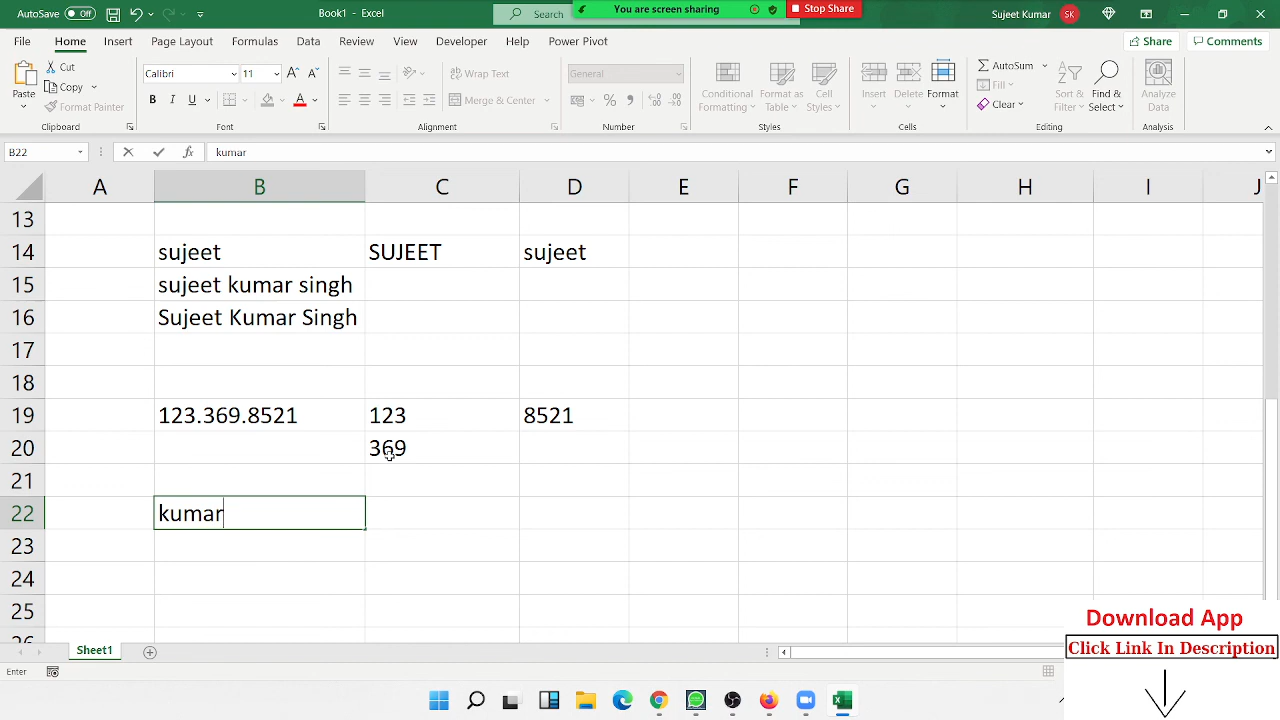 AutoSave Off Book1 - Excel Search You are screen sharing Stop Share Sujeet Kumar SK
File Home Insert Page Layout Formulas Data Review View Developer Help Power Pivot Share Comments
Paste Cut Copy Format Painter Clipboard
Calibri 11 B I U A Font
Wrap Text Merge & Center Alignment
General % Number
Conditional Formatting Format as Table Cell Styles Styles
Insert Delete Format Cells
AutoSum Fill Clear Sort & Filter Find & Select Editing
Analyze Data Analysis
B22 fx kumar
A B C D E F G H I J
13
14 sujeet SUJEET sujeet
15 sujeet kumar singh
16 Sujeet Kumar Singh
17
18
19 123.369.8521 123 8521
20 369
21
22 kumar
23
24
25
26
Download App
Click Link In Description
Sheet1
Enter